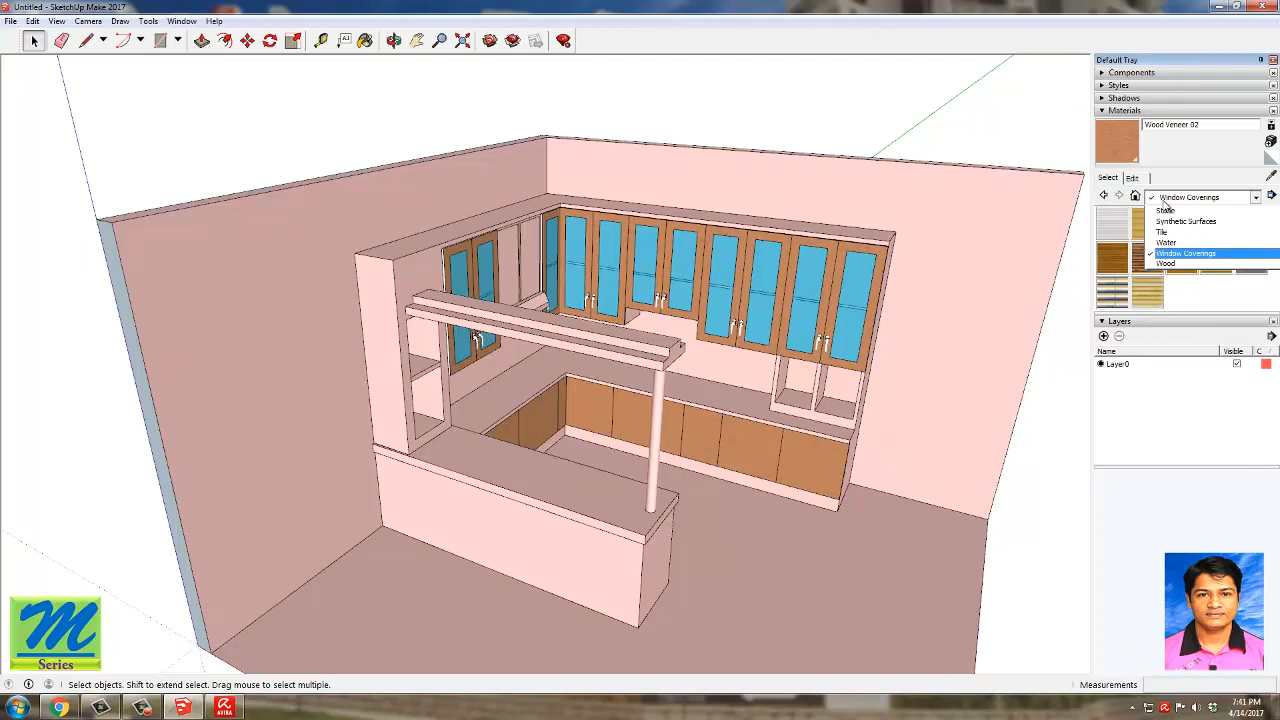 Untitled - SketchUp Make 2017
File Edit View Camera Draw Tools Window Help
Default Tray
Components
Styles
Shadows
Materials
Wood Veneer 02
Select Edit
Window Coverings
Stone
Synthetic Surfaces
Tile
Water
Window Coverings
Wood
Layers
Name Visible C
Layer0
M
Series
Select objects. Shift to extend select. Drag mouse to select multiple.
Measurements
AVIRA
7:41 PM
4/14/2017